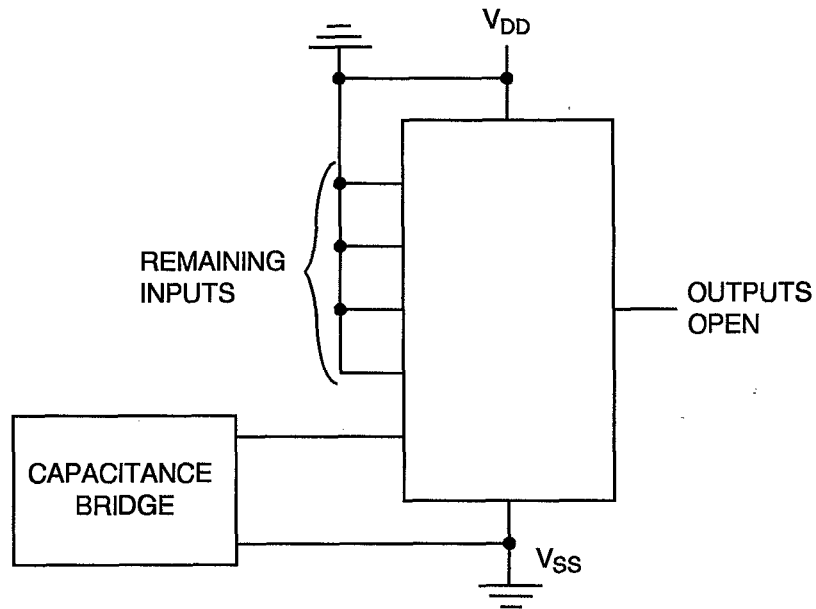 VDD
REMAINING
INPUTS
OUTPUTS
OPEN
CAPACITANCE
BRIDGE
VSS